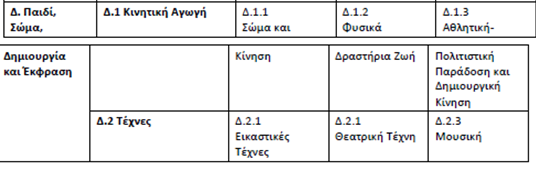 Δ. Παιδί, Δ.1 Κινητική Αγωγή Δ.1.1 Δ.1.2 Δ.1.3
Σώμα, Σώμα και Φυσικά Αθλητική-
Δημιουργία Κίνηση Δραστήρια Ζωή Πολιτιστική
και Έκφραση Παράδοση και
Δημιουργική
Κίνηση
Δ.2 Τέχνες Δ.2.1 Δ.2.1 Δ.2.3
Εικαστικές Θεατρική Τέχνη Μουσική
Τέχνες